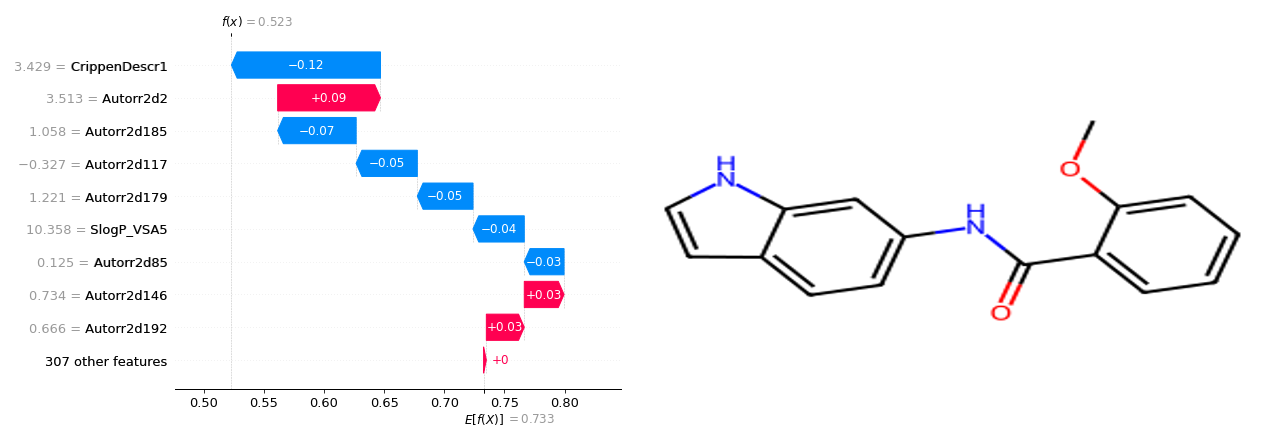 f(x) = 0.523
3.429 = CrippenDescr1
−0.12
3.513 = Autorr2d2
+0.09
1.058 = Autorr2d185
−0.07
−0.327 = Autorr2d117
−0.05
1.221 = Autorr2d179
−0.05
10.358 = SlogP_VSA5
−0.04
0.125 = Autorr2d85
−0.03
0.734 = Autorr2d146
+0.03
0.666 = Autorr2d192
+0.03
307 other features
+0
0.50 0.55 0.60 0.65 0.70 0.75 0.80
E[f(X)] = 0.733
H
N
H
N
O
O